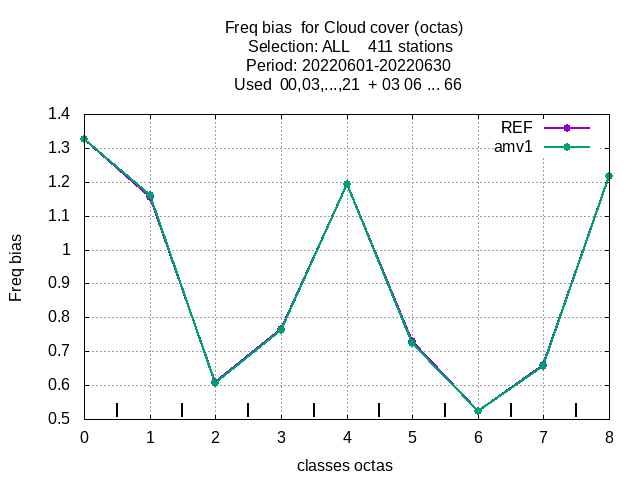 Freq bias  for Cloud cover (octas)
Selection: ALL    411 stations
Period: 20220601-20220630
Used  00,03,...,21  + 03 06 ... 66
REF
amv1
1.4
1.3
1.2
1.1
1
0.9
0.8
0.7
0.6
0.5
Freq bias
0 1 2 3 4 5 6 7 8
classes octas